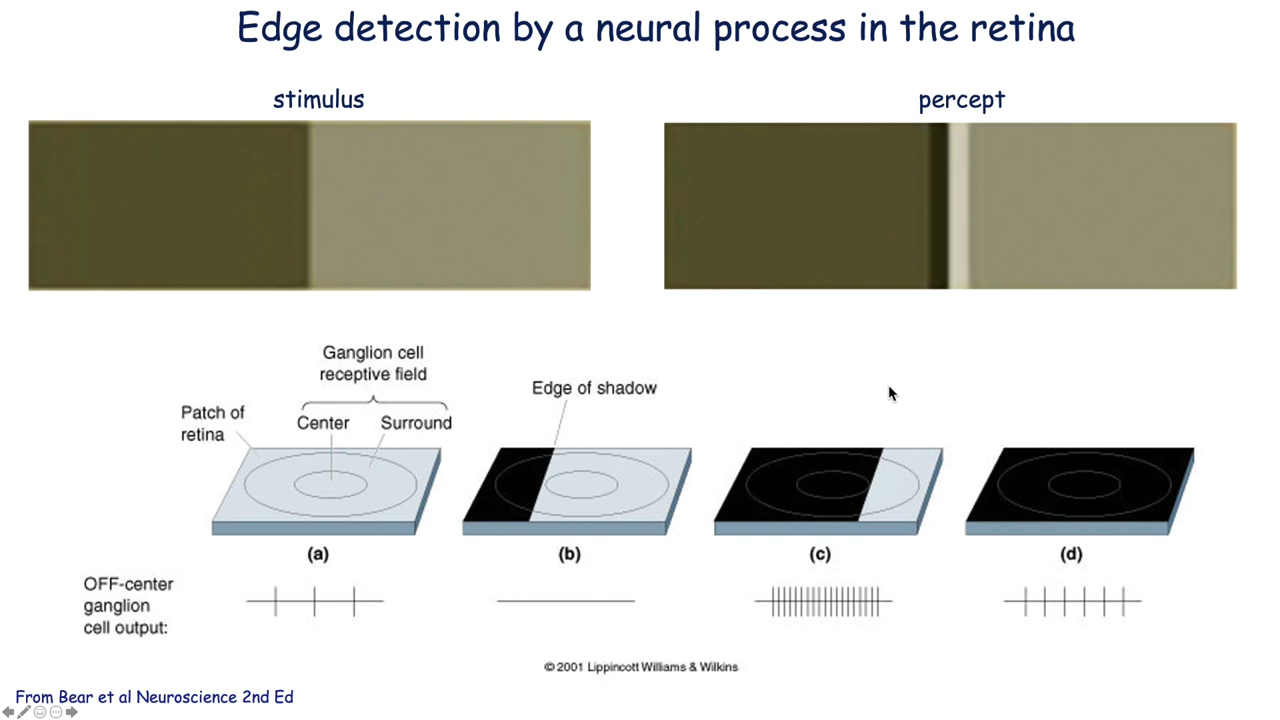 Edge detection by a neural process in the retina
stimulus
percept
Ganglion cell
receptive field
Edge of shadow
Patch of
retina
Center
Surround
(a)
(b)
(c)
(d)
OFF-center
ganglion
cell output:
© 2001 Lippincott Williams & Wilkins
From Bear et al Neuroscience 2nd Ed